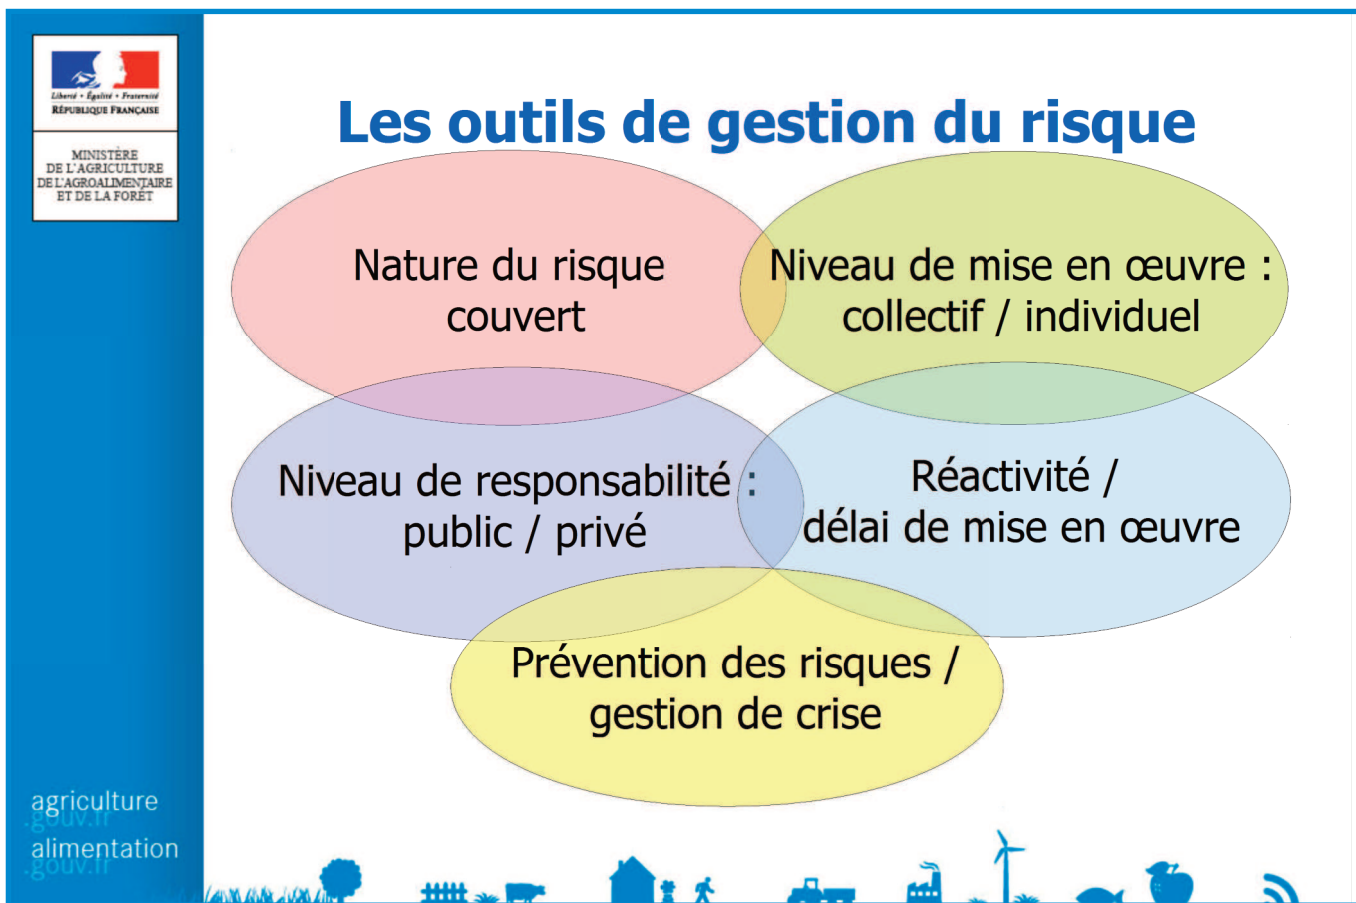 Liberté • Égalité • Fraternité
RÉPUBLIQUE FRANÇAISE
MINISTÈRE
DE L'AGRICULTURE
DE L'AGROALIMENTAIRE
ET DE LA FORÊT
Les outils de gestion du risque
Nature du risque
couvert
Niveau de mise en œuvre :
collectif / individuel
Niveau de responsabilité :
public / privé
Réactivité /
délai de mise en œuvre
Prévention des risques /
gestion de crise
agriculture
.gouv.fr
alimentation
.gouv.fr